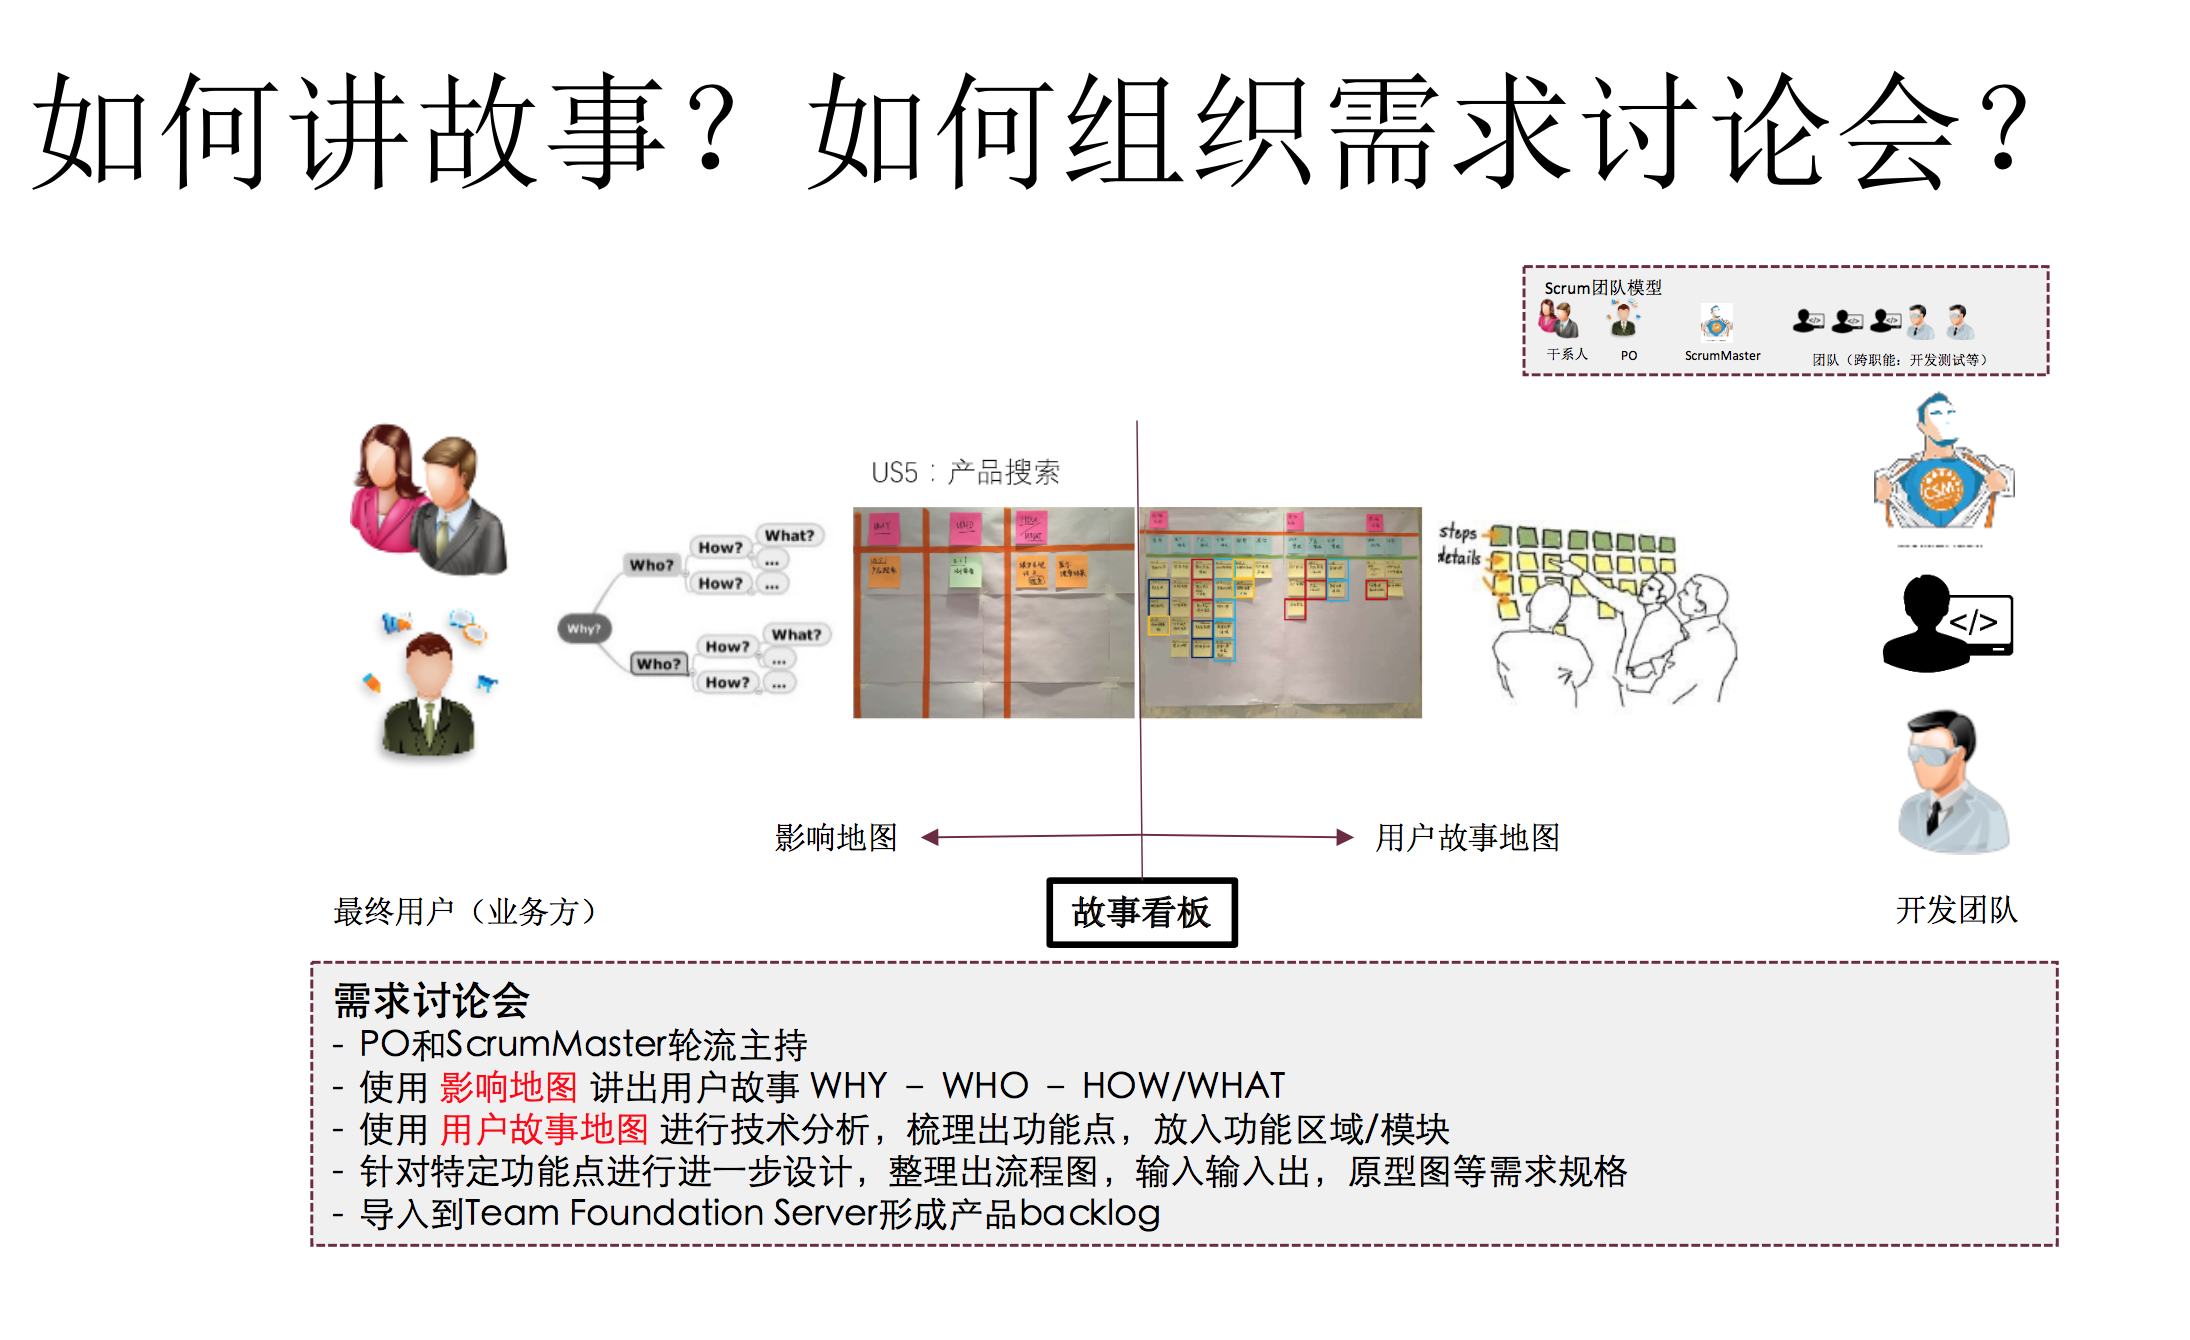 如何讲故事？如何组织需求讨论会？
Scrum团队模型
干系人
PO
ScrumMaster
团队（跨职能：开发测试等）
US5：产品搜索
Why?
Who?
How?
What?
...
How?
...
Who?
How?
What?
...
How?
...
WHY
WHO
steps
details
CSM
</>
影响地图
用户故事地图
最终用户（业务方）
故事看板
开发团队
需求讨论会
- PO和ScrumMaster轮流主持
- 使用 影响地图 讲出用户故事 WHY – WHO – HOW/WHAT
- 使用 用户故事地图 进行技术分析，梳理出功能点，放入功能区域/模块
- 针对特定功能点进行进一步设计，整理出流程图，输入输入出，原型图等需求规格
- 导入到Team Foundation Server形成产品backlog